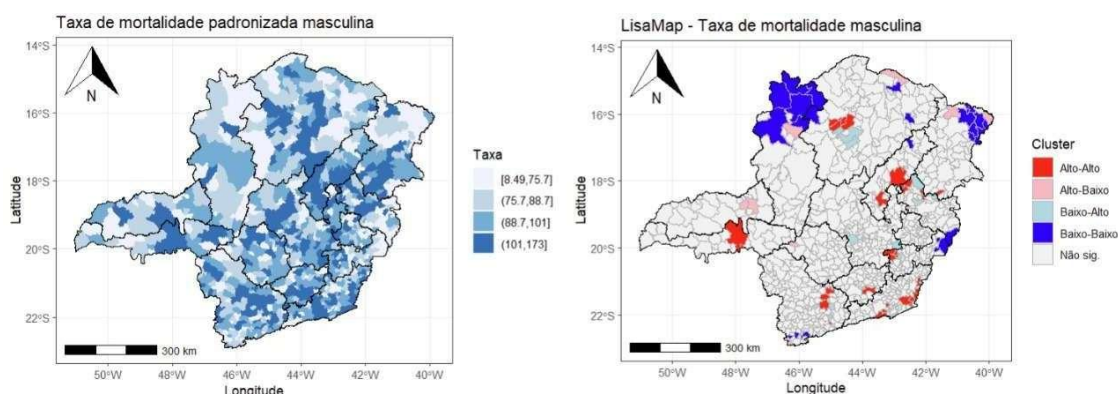 Taxa de mortalidade padronizada masculina
14°S
16°S
18°S
20°S
22°S
Latitude
N
300 km
50°W 48°W 46°W 44°W 42°W 40°W
Longitude
Taxa
[8.49,75.7]
(75.7,88.7]
(88.7,101]
(101,173]
LisaMap - Taxa de mortalidade masculina
14°S
16°S
18°S
20°S
22°S
Latitude
N
300 km
50°W 48°W 46°W 44°W 42°W 40°W
Longitude
Cluster
Alto-Alto
Alto-Baixo
Baixo-Alto
Baixo-Baixo
Não sig.